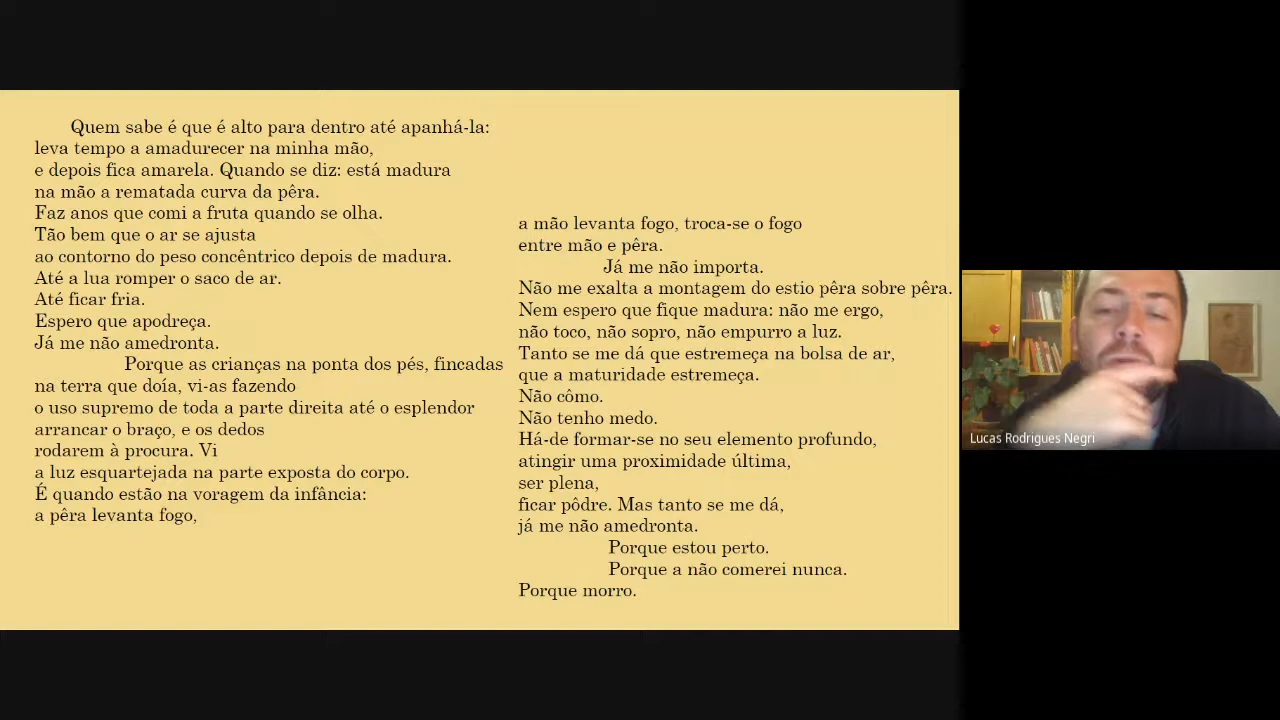 Quem sabe é que é alto para dentro até apanhá-la:
leva tempo a amadurecer na minha mão,
e depois fica amarela. Quando se diz: está madura
na mão a rematada curva da pêra.
Faz anos que comi a fruta quando se olha.
Tão bem que o ar se ajusta
ao contorno do peso concêntrico depois de madura.
Até a lua romper o saco de ar.
Até ficar fria.
Espero que apodreça.
Já me não amedronta.
Porque as crianças na ponta dos pés, fincadas
na terra que doía, vi-as fazendo
o uso supremo de toda a parte direita até o esplendor
arrancar o braço, e os dedos
rodarem à procura. Vi
a luz esquartejada na parte exposta do corpo.
É quando estão na voragem da infância:
a pêra levanta fogo,
a mão levanta fogo, troca-se o fogo
entre mão e pêra.
Já me não importa.
Não me exalta a montagem do estio pêra sobre pêra.
Nem espero que fique madura: não me ergo,
não toco, não sopro, não empurro a luz.
Tanto se me dá que estremeça na bolsa de ar,
que a maturidade estremeça.
Não cômo.
Não tenho medo.
Há-de formar-se no seu elemento profundo,
atingir uma proximidade última,
ser plena,
ficar pôdre. Mas tanto se me dá,
já me não amedronta.
Porque estou perto.
Porque a não comerei nunca.
Porque morro.
Lucas Rodrigues Negri